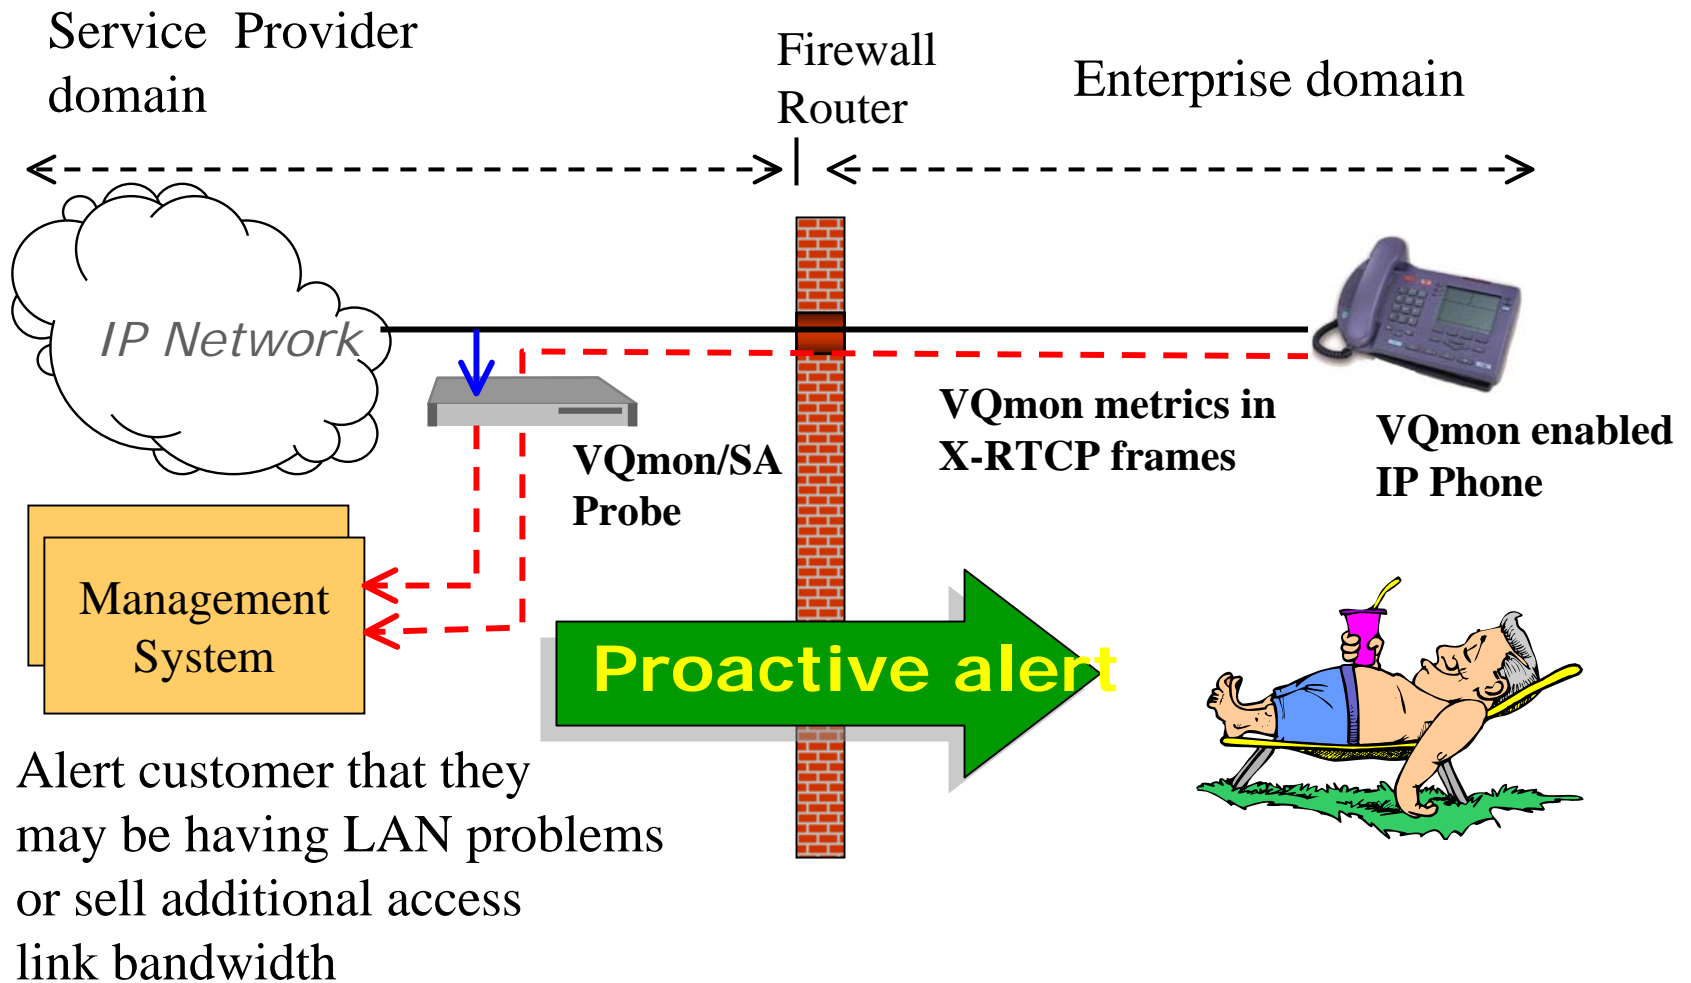 Service Provider
domain
Firewall
Router
Enterprise domain
IP Network
VQmon/SA
Probe
VQmon metrics in
X-RTCP frames
VQmon enabled
IP Phone
Management
System
Proactive alert
Alert customer that they
may be having LAN problems
or sell additional access
link bandwidth